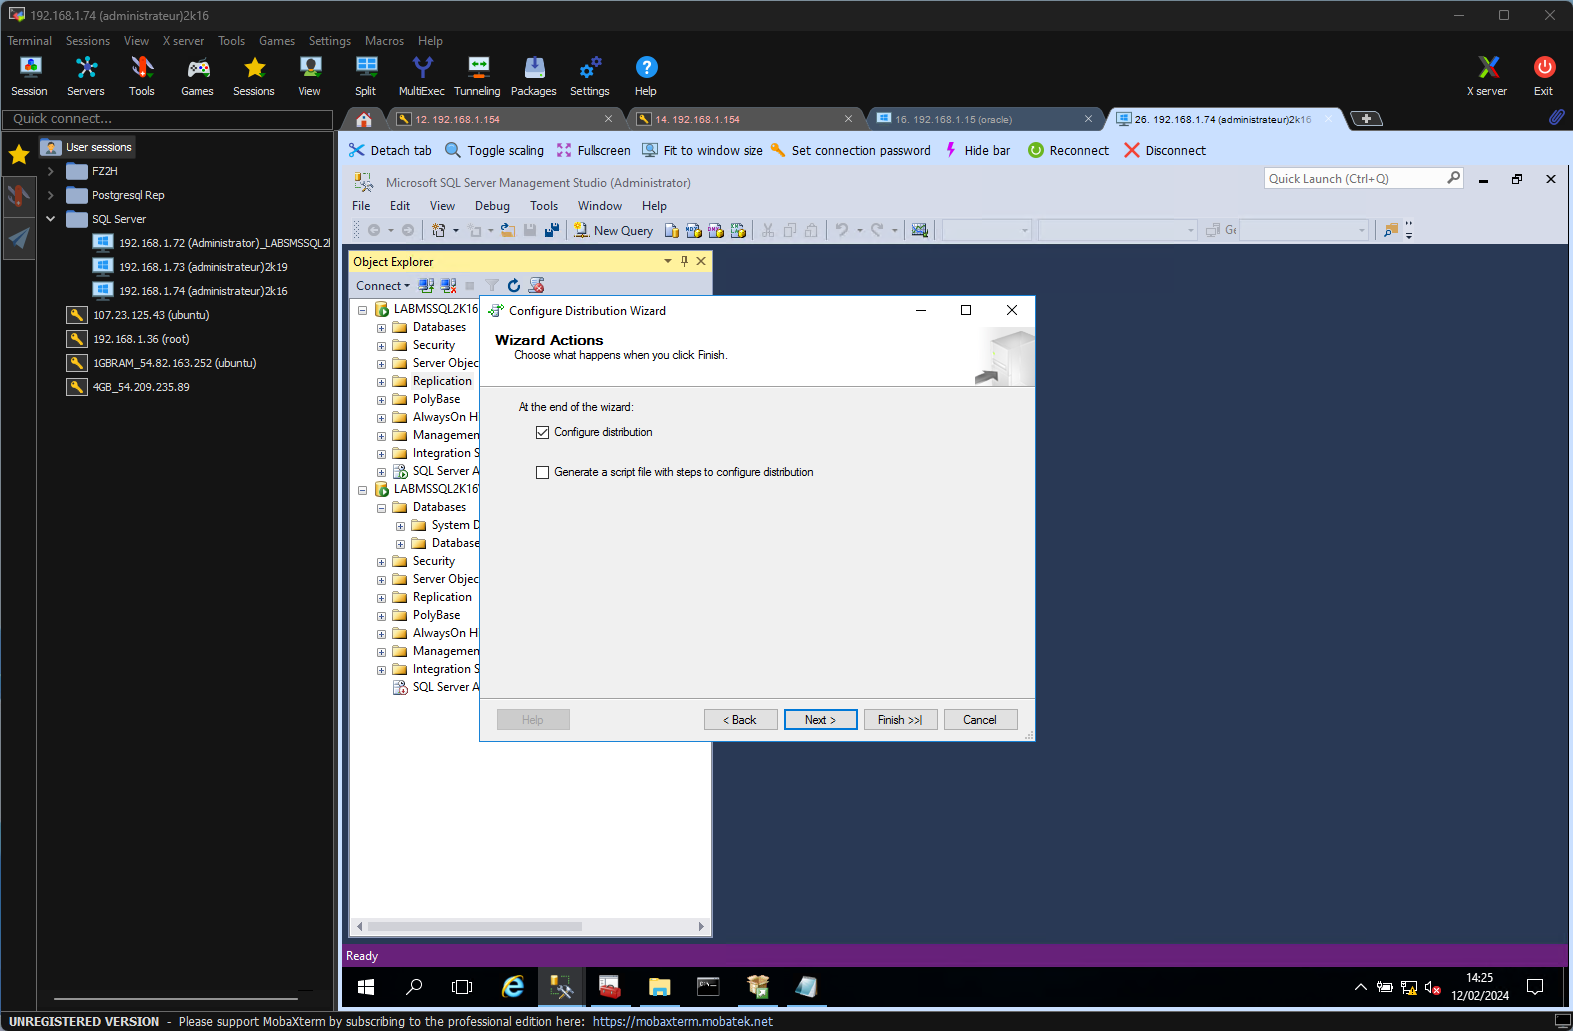 192.168.1.74 (administrateur)2k16
Terminal Sessions View X server Tools Games Settings Macros Help
Session Servers Tools Games Sessions View Split MultiExec Tunneling Packages Settings Help X server Exit
Quick connect...
12. 192.168.1.154
14. 192.168.1.154
16. 192.168.1.15 (oracle)
26. 192.168.1.74 (administrateur)2k16
User sessions
FZ2H
Postgresql Rep
SQL Server
192.168.1.72 (Administrator)_LABSMSSQL2
192.168.1.73 (administrateur)2k19
192.168.1.74 (administrateur)2k16
107.23.125.43 (ubuntu)
192.168.1.36 (root)
1GBRAM_54.82.163.252 (ubuntu)
4GB_54.209.235.89
Detach tab Toggle scaling Fullscreen Fit to window size Set connection password Hide bar Reconnect Disconnect
Microsoft SQL Server Management Studio (Administrator)
Quick Launch (Ctrl+Q)
File Edit View Debug Tools Window Help
New Query
Object Explorer
Connect
LABMSSQL2K16
Databases
Security
Server Objec
Replication
PolyBase
AlwaysOn H
Managemen
Integration S
SQL Server A
LABMSSQL2K16
Databases
System D
Database
Security
Server Objec
Replication
PolyBase
AlwaysOn H
Managemen
Integration S
SQL Server A
Configure Distribution Wizard
Wizard Actions
Choose what happens when you click Finish.
At the end of the wizard:
Configure distribution
Generate a script file with steps to configure distribution
Help < Back Next > Finish >>| Cancel
Ready
14:25
12/02/2024
UNREGISTERED VERSION - Please support MobaXterm by subscribing to the professional edition here: https://mobaxterm.mobatek.net